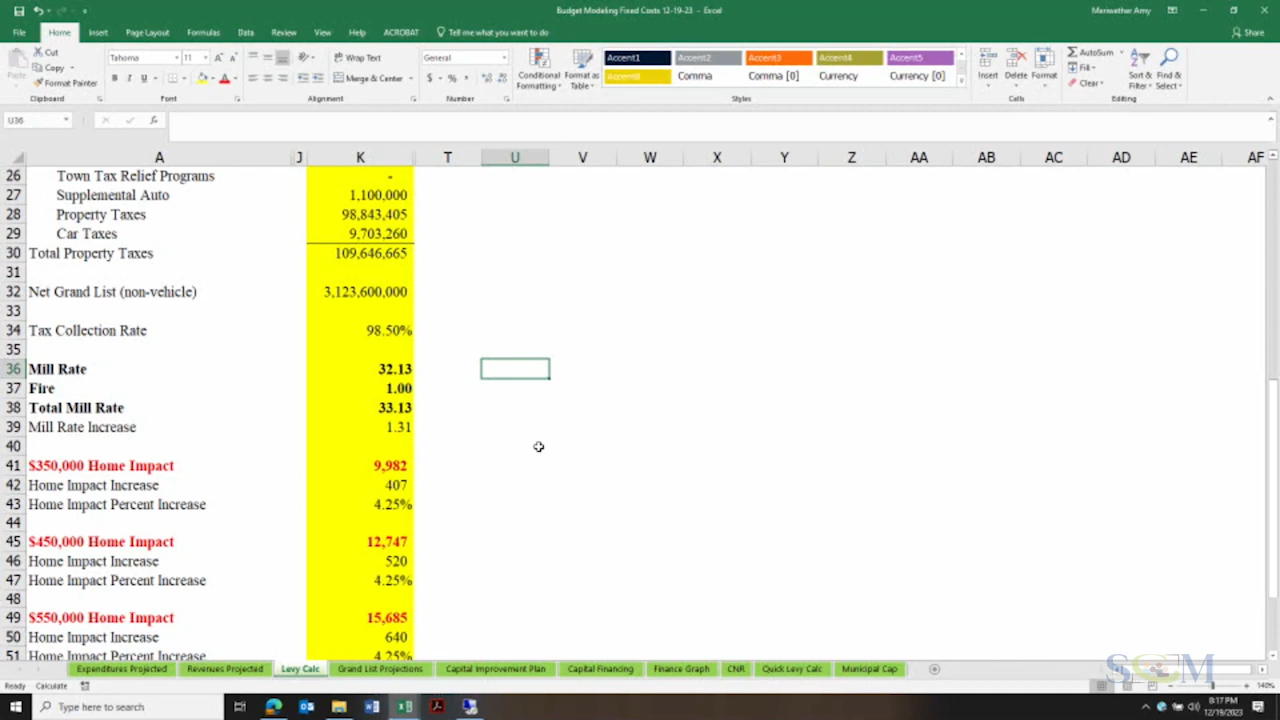 Budget Modeling Fixed Costs 12-19-23 - Excel
Meriwether Amy
File Home Insert Page Layout Formulas Data Review View Help ACROBAT Tell me what you want to do Share
Paste Cut Copy Format Painter Clipboard
Tahoma 11 B I U Font
Wrap Text Merge & Center Alignment
General $ % , Number
Conditional Formatting Format as Table
Accent1 Accent2 Accent3 Accent4 Accent5
Accent6 Comma Comma [0] Currency Currency [0]
Styles
Insert Delete Format Cells
AutoSum Fill Clear Sort & Filter Find & Select Editing
U36 fx
A J K T U V W X Y Z AA AB AC AD AE AF
26 Town Tax Relief Programs -
27 Supplemental Auto 1,100,000
28 Property Taxes 98,843,405
29 Car Taxes 9,703,260
30 Total Property Taxes 109,646,665
31
32 Net Grand List (non-vehicle) 3,123,600,000
33
34 Tax Collection Rate 98.50%
35
36 Mill Rate 32.13
37 Fire 1.00
38 Total Mill Rate 33.13
39 Mill Rate Increase 1.31
40
41 $350,000 Home Impact 9,982
42 Home Impact Increase 407
43 Home Impact Percent Increase 4.25%
44
45 $450,000 Home Impact 12,747
46 Home Impact Increase 520
47 Home Impact Percent Increase 4.25%
48
49 $550,000 Home Impact 15,685
50 Home Impact Increase 640
51 Home Impact Percent Increase 4.25%
Expenditures Projected Revenues Projected Levy Calc Grand List Projections Capital Improvement Plan Capital Financing Finance Graph CNR Quick Levy Calc Municipal Cap
Ready Calculate 140%
Type here to search
8:17 PM
12/19/2023